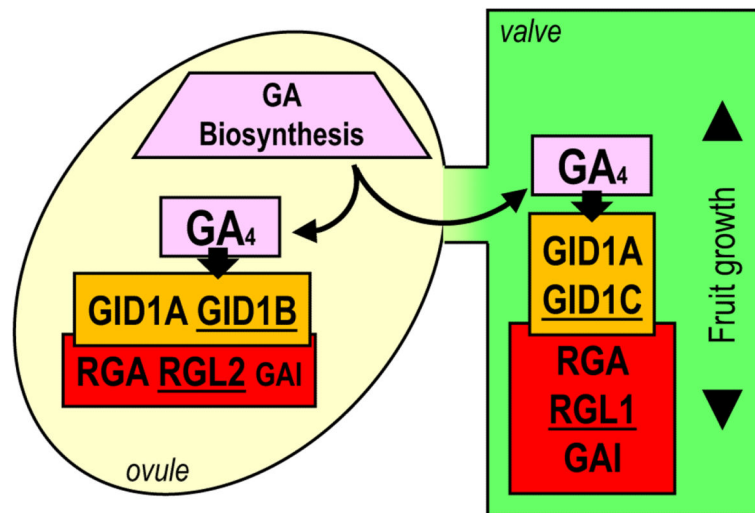 valve
GA
Biosynthesis
GA4
GID1A GID1B
RGA RGL2 GAI
ovule
GA4
GID1A
GID1C
RGA
RGL1
GAI
Fruit growth